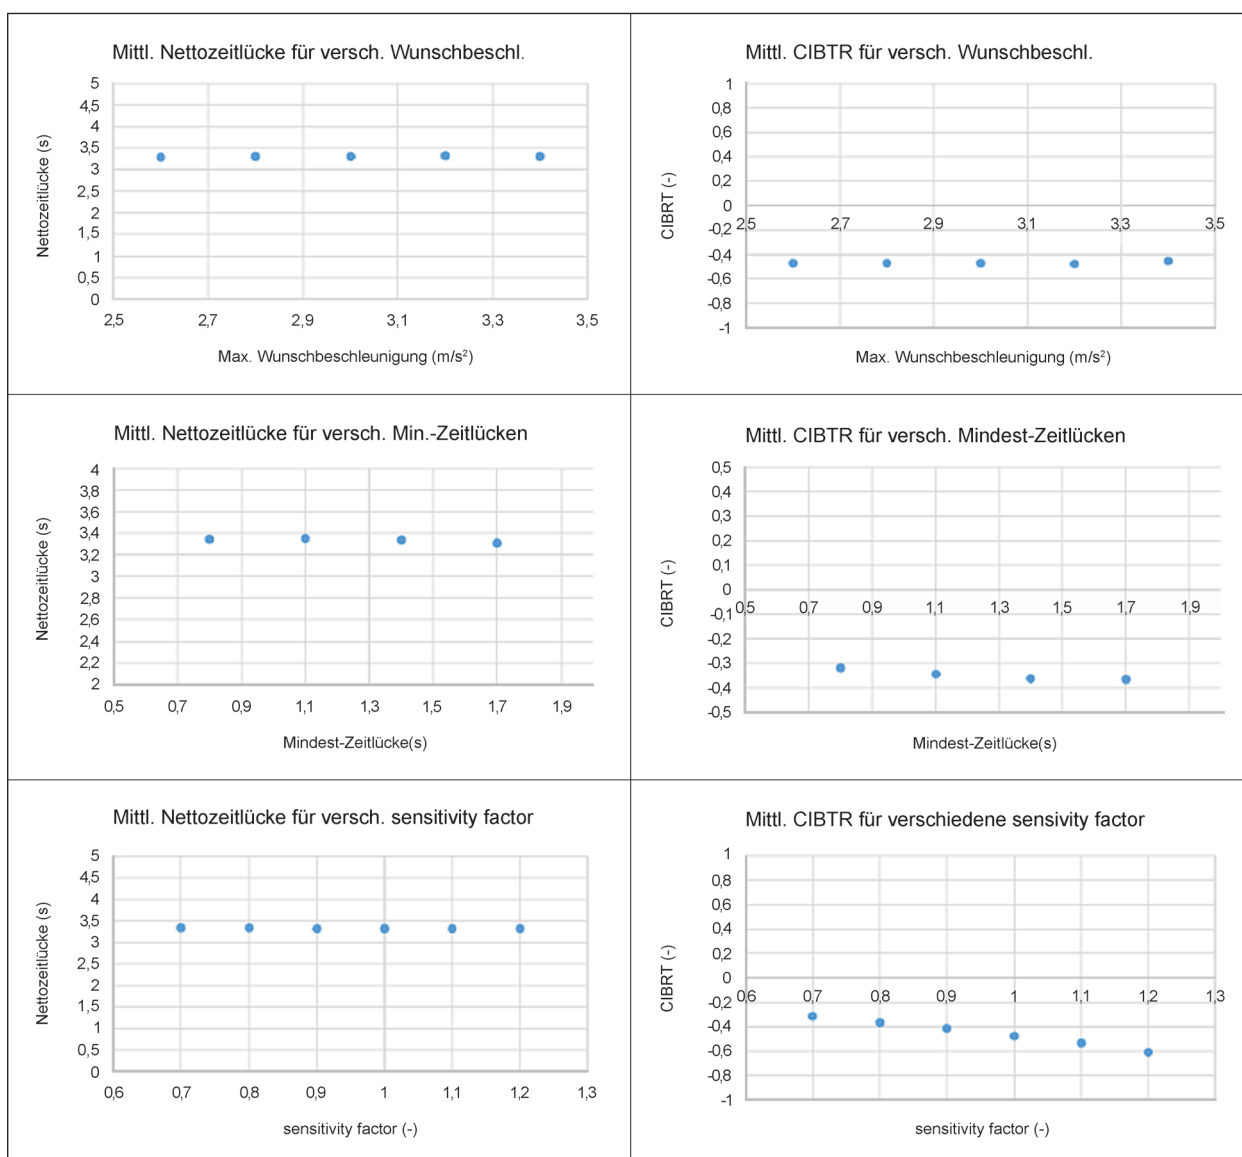 Mittl. Nettozeitlücke für versch. Wunschbeschl.
Nettozeitlücke (s)
5
4,5
4
3,5
3
2,5
2
1,5
1
0,5
0
2,5 2,7 2,9 3,1 3,3 3,5
Max. Wunschbeschleunigung (m/s²)
Mittl. CIBTR für versch. Wunschbeschl.
CIBRT (-)
1
0,8
0,6
0,4
0,2
0
-0,2
-0,4
-0,6
-0,8
-1
2,5 2,7 2,9 3,1 3,3 3,5
Max. Wunschbeschleunigung (m/s²)
Mittl. Nettozeitlücke für versch. Min.-Zeitlücken
Nettozeitlücke (s)
4
3,8
3,6
3,4
3,2
3
2,8
2,6
2,4
2,2
2
0,5 0,7 0,9 1,1 1,3 1,5 1,7 1,9
Mindest-Zeitlücke(s)
Mittl. CIBTR für versch. Mindest-Zeitlücken
CIBRT (-)
0,5
0,4
0,3
0,2
0,1
0
-0,1
-0,2
-0,3
-0,4
-0,5
0,5 0,7 0,9 1,1 1,3 1,5 1,7 1,9
Mindest-Zeitlücke(s)
Mittl. Nettozeitlücke für versch. sensitivity factor
Nettozeitlücke (s)
5
4,5
4
3,5
3
2,5
2
1,5
1
0,5
0
0,6 0,7 0,8 0,9 1 1,1 1,2 1,3
sensitivity factor (-)
Mittl. CIBTR für verschiedene sensivity factor
CIBRT (-)
1
0,8
0,6
0,4
0,2
0
-0,2
-0,4
-0,6
-0,8
-1
0,6 0,7 0,8 0,9 1 1,1 1,2 1,3
sensitivity factor (-)